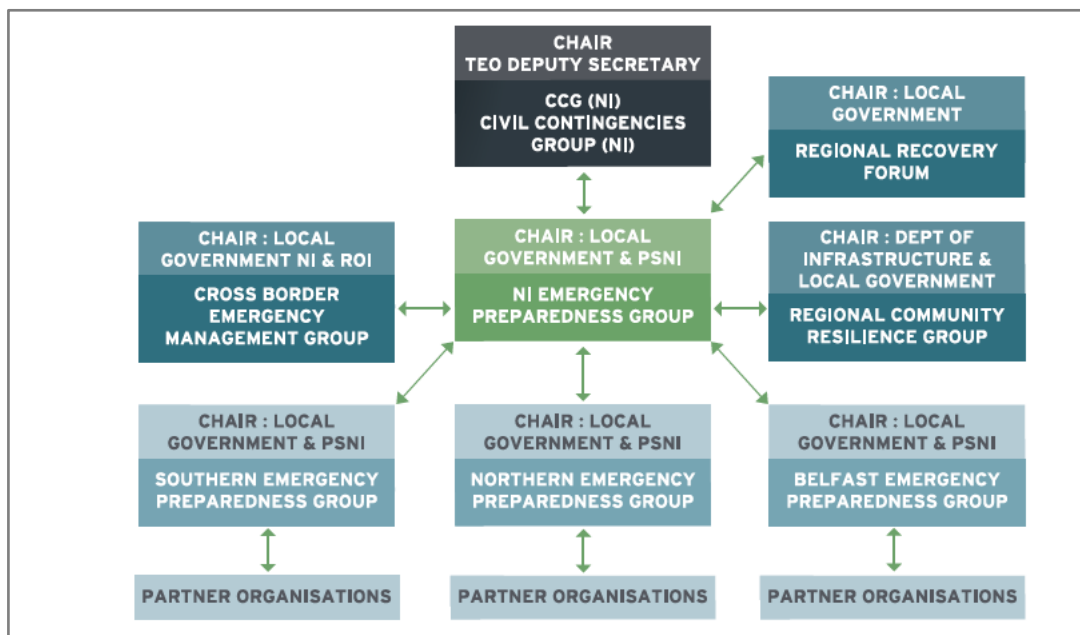 CHAIR
TEO DEPUTY SECRETARY
CCG (NI)
CIVIL CONTINGENCIES
GROUP (NI)
CHAIR : LOCAL
GOVERNMENT
REGIONAL RECOVERY
FORUM
CHAIR : LOCAL
GOVERNMENT NI & ROI
CROSS BORDER
EMERGENCY
MANAGEMENT GROUP
CHAIR : LOCAL
GOVERNMENT & PSNI
NI EMERGENCY
PREPAREDNESS GROUP
CHAIR : DEPT OF
INFRASTRUCTURE &
LOCAL GOVERNMENT
REGIONAL COMMUNITY
RESILIENCE GROUP
CHAIR : LOCAL
GOVERNMENT & PSNI
SOUTHERN EMERGENCY
PREPAREDNESS GROUP
CHAIR : LOCAL
GOVERNMENT & PSNI
NORTHERN EMERGENCY
PREPAREDNESS GROUP
CHAIR : LOCAL
GOVERNMENT & PSNI
BELFAST EMERGENCY
PREPAREDNESS GROUP
PARTNER ORGANISATIONS
PARTNER ORGANISATIONS
PARTNER ORGANISATIONS